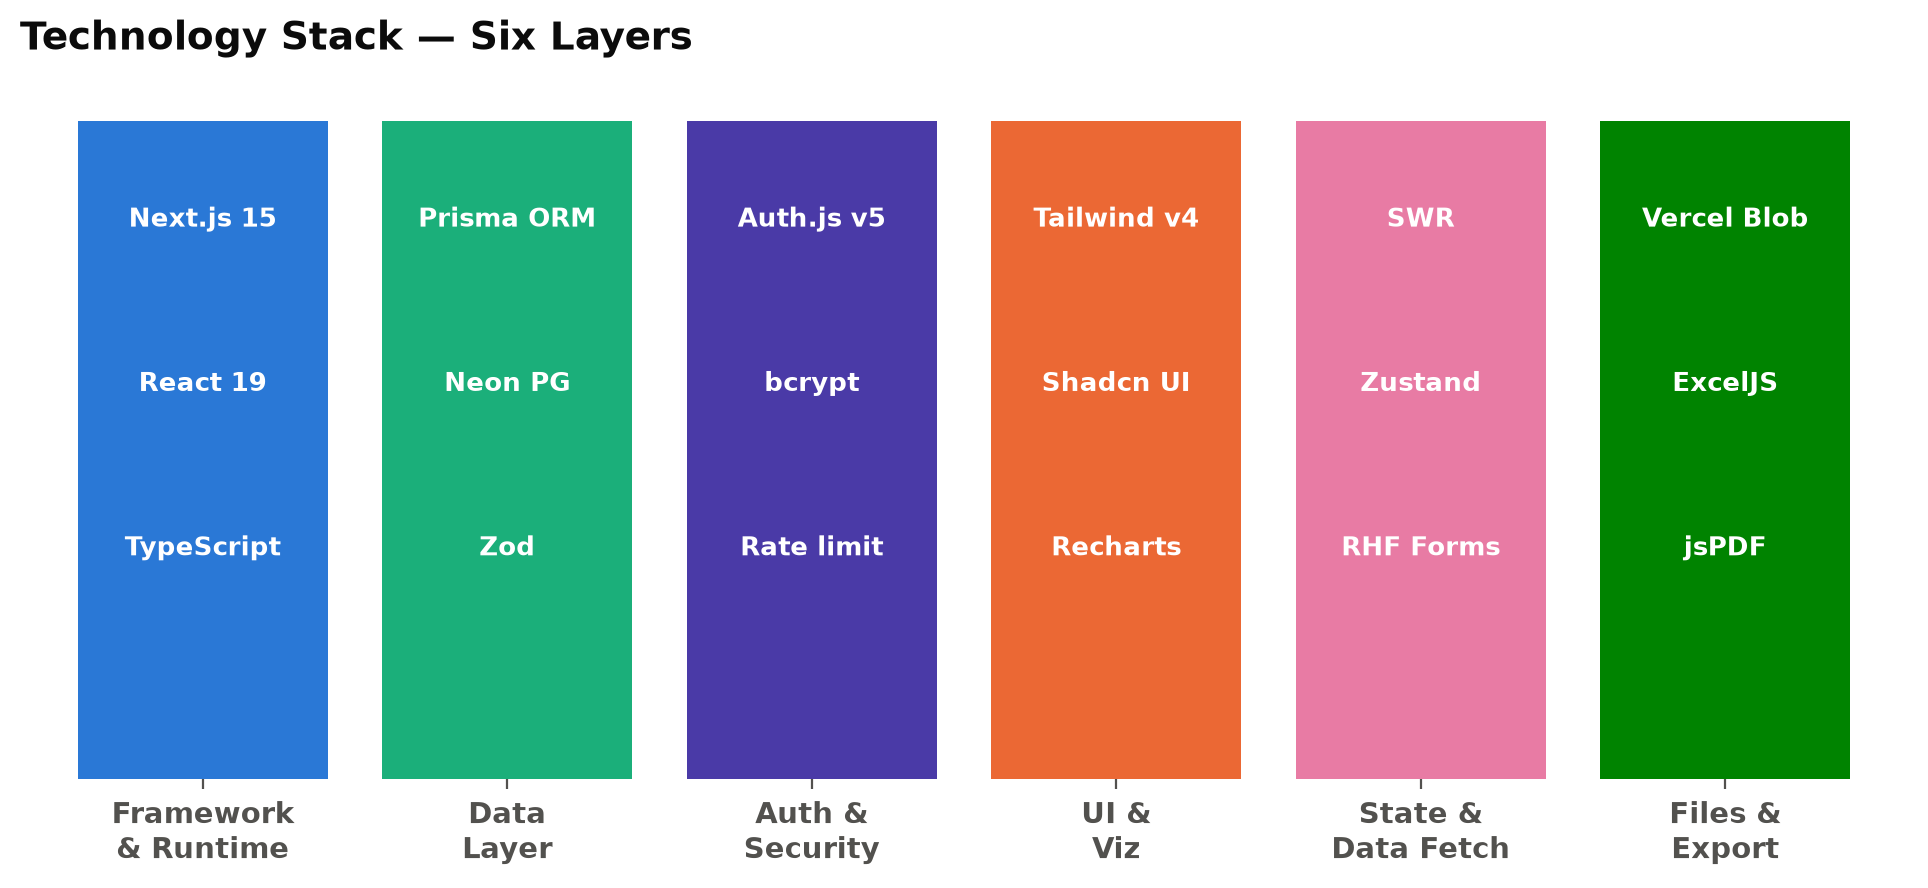 Technology Stack — Six Layers
Next.js 15
React 19
TypeScript
Framework
& Runtime
Prisma ORM
Neon PG
Zod
Data
Layer
Auth.js v5
bcrypt
Rate limit
Auth &
Security
Tailwind v4
Shadcn UI
Recharts
UI &
Viz
SWR
Zustand
RHF Forms
State &
Data Fetch
Vercel Blob
ExcelJS
jsPDF
Files &
Export